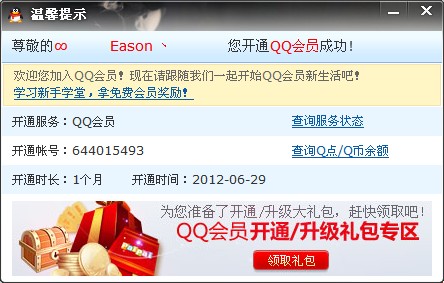 温馨提示
尊敬的∞ Eason 丶 您开通QQ会员成功!
欢迎您加入QQ会员！现在请跟随我们一起开始QQ会员新生活吧！
学习新手学堂，拿免费会员奖励！
开通服务：QQ会员 查询服务状态
开通帐号：644015493 查询Q点/Q币余额
开通时长：1个月 开通时间：2012-06-29
为您准备了开通/升级大礼包，赶快领取吧!
QQ会员开通/升级礼包专区
领取礼包